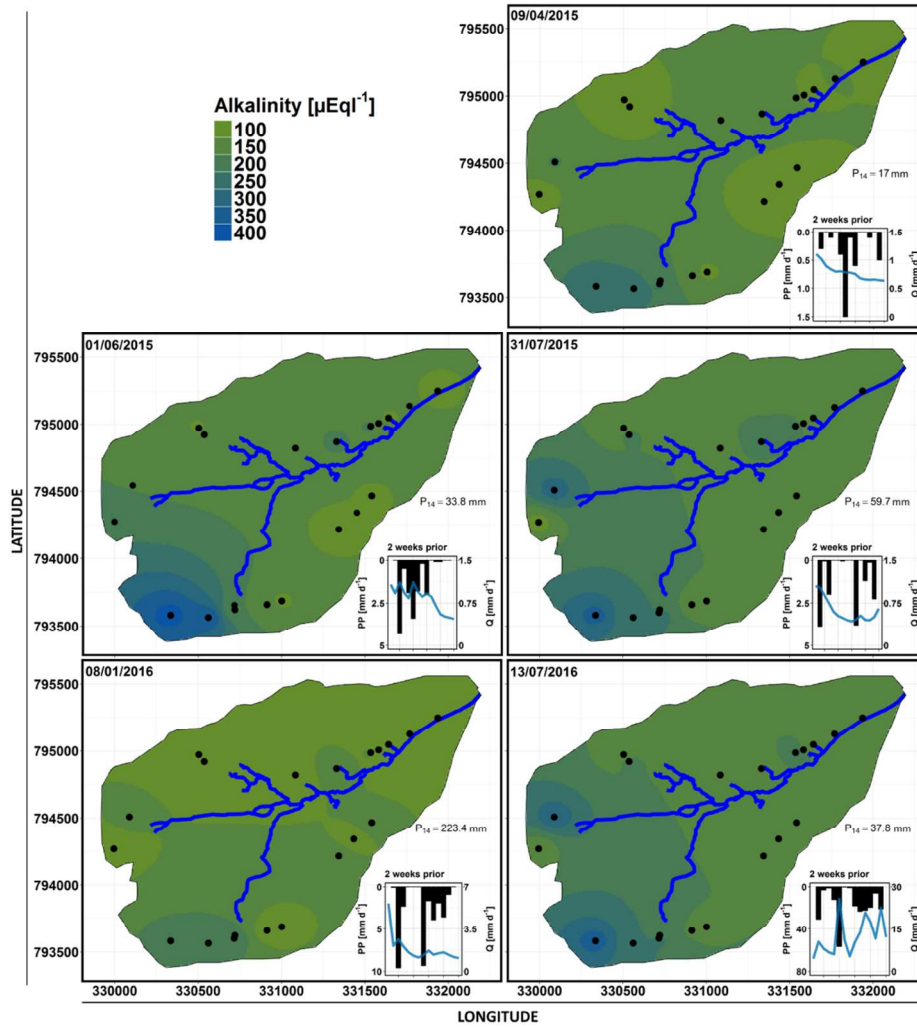 09/04/2015
795500
795000
794500
794000
793500
Alkalinity [µEql⁻¹]
100
150
200
250
300
350
400
P₁₄ = 17 mm
2 weeks prior
0.0
0.5
1.0
1.5
PP [mm d⁻¹]
1.5
1
0.5
0
Q [mm d⁻¹]
LATITUDE
01/06/2015
795500
795000
794500
794000
793500
P₁₄ = 33.8 mm
2 weeks prior
0
2.5
5
PP [mm d⁻¹]
1.5
0.75
0
Q [mm d⁻¹]
31/07/2015
P₁₄ = 59.7 mm
2 weeks prior
0
2.5
5
PP [mm d⁻¹]
1.5
0.75
0
Q [mm d⁻¹]
08/01/2016
795500
795000
794500
794000
793500
P₁₄ = 223.4 mm
2 weeks prior
0
5
10
PP [mm d⁻¹]
7
3.5
0
Q [mm d⁻¹]
13/07/2016
P₁₄ = 37.8 mm
2 weeks prior
0
40
80
PP [mm d⁻¹]
30
15
0
Q [mm d⁻¹]
330000 330500 331000 331500 332000
330000 330500 331000 331500 332000
LONGITUDE